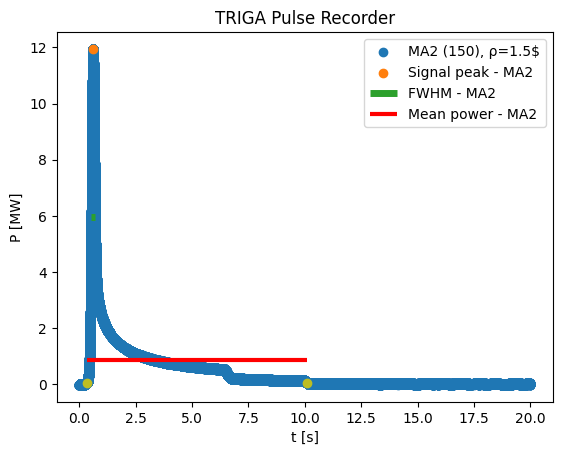 TRIGA Pulse Recorder
MA2 (150), ρ=1.5$
Signal peak - MA2
FWHM - MA2
Mean power - MA2
P [MW]
12
10
8
6
4
2
0
0.0 2.5 5.0 7.5 10.0 12.5 15.0 17.5 20.0
t [s]